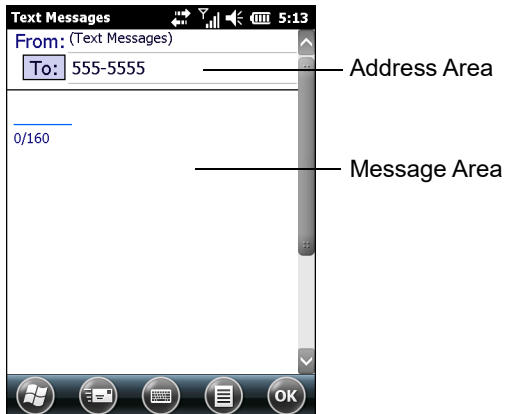 Text Messages 5:13
From: (Text Messages)
To: 555-5555
Address Area
0/160
Message Area
OK